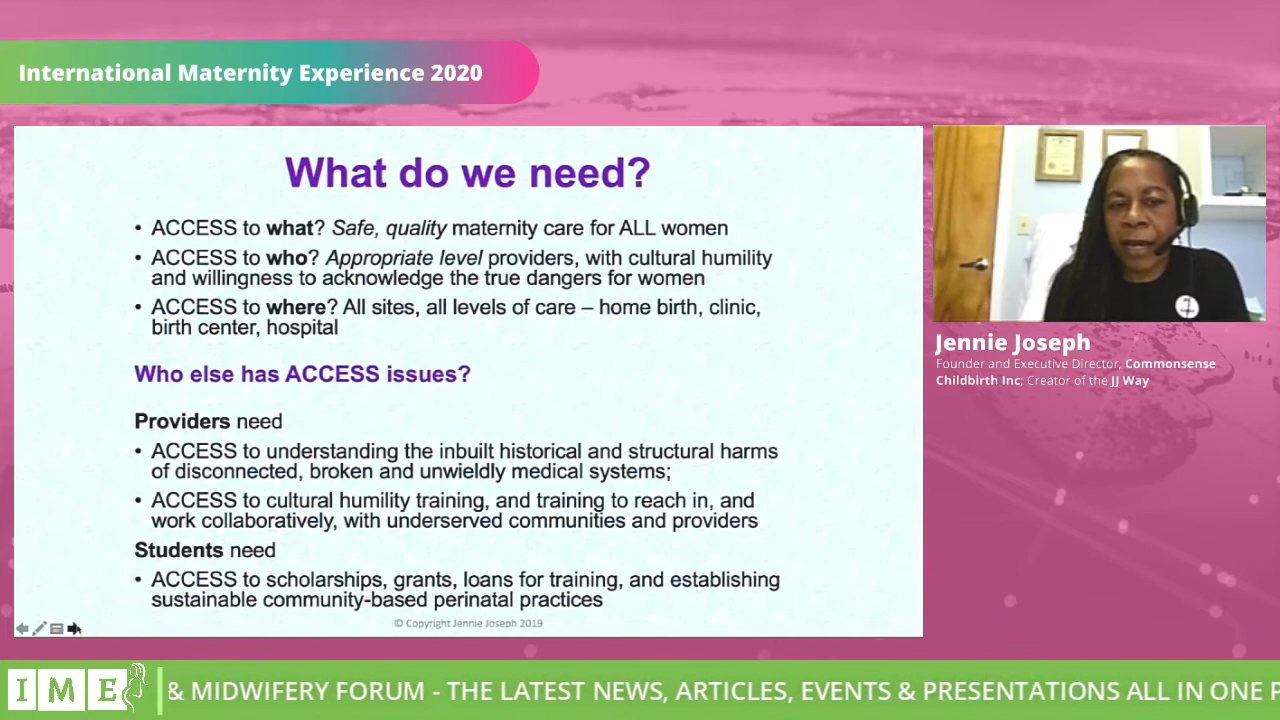 International Maternity Experience 2020
What do we need?
• ACCESS to what? Safe, quality maternity care for ALL women
• ACCESS to who? Appropriate level providers, with cultural humility
and willingness to acknowledge the true dangers for women
• ACCESS to where? All sites, all levels of care – home birth, clinic,
birth center, hospital
Who else has ACCESS issues?
Providers need
• ACCESS to understanding the inbuilt historical and structural harms
of disconnected, broken and unwieldly medical systems;
• ACCESS to cultural humility training, and training to reach in, and
work collaboratively, with underserved communities and providers
Students need
• ACCESS to scholarships, grants, loans for training, and establishing
sustainable community-based perinatal practices
© Copyright Jennie Joseph 2019
Jennie Joseph
Founder and Executive Director, Commonsense
Childbirth Inc; Creator of the JJ Way
IME
& MIDWIFERY FORUM - THE LATEST NEWS, ARTICLES, EVENTS & PRESENTATIONS ALL IN ONE P